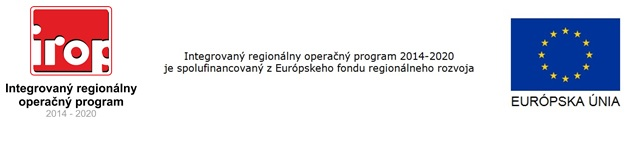 irop
Integrovaný regionálny
operačný program
2014 - 2020
Integrovaný regionálny operačný program 2014-2020
je spolufinancovaný z Európskeho fondu regionálneho rozvoja
EURÓPSKA ÚNIA